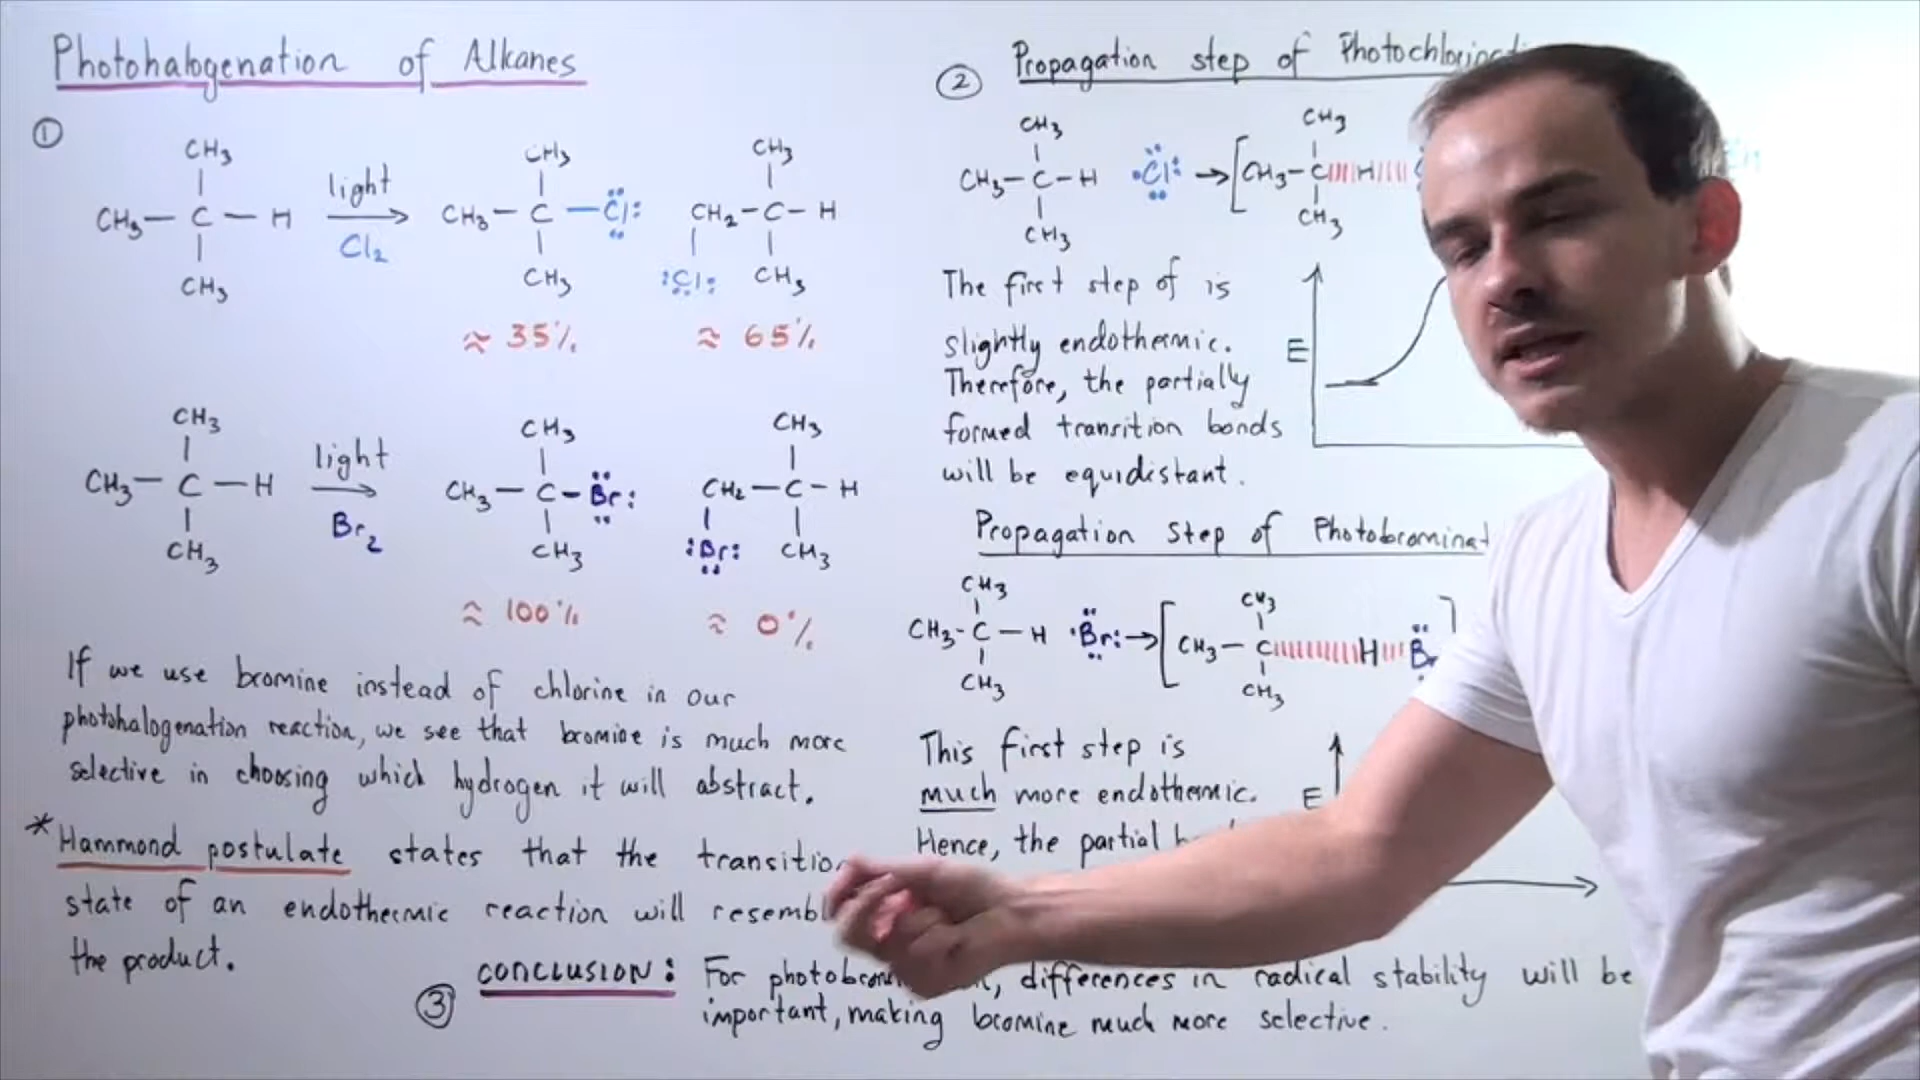 Photohalogenation of Alkanes
①
CH₃
CH₃ — C — H
CH₃
light
Cl₂
CH₃
CH₃ — C — Cl:
CH₃
≈ 35%
CH₃
CH₂ — C — H
:Cl: CH₃
≈ 65%
CH₃
CH₃ — C — H
CH₃
light
Br₂
CH₃
CH₃ — C — Br:
CH₃
≈ 100%
CH₃
CH₂ — C — H
:Br: CH₃
≈ 0%
If we use bromine instead of chlorine in our
photohalogenation reaction, we see that bromine is much more
selective in choosing which hydrogen it will abstract.
* Hammond postulate states that the transition
state of an endothermic reaction will resembl
the product.
② Propagation step of Photochlorinati
CH₃
CH₃ — C — H •Cl: → [CH₃ — C H
CH₃
CH₃
CH₃
The first step of is
slightly endothermic.
Therefore, the partially
formed transition bonds
will be equidistant.
E
Propagation Step of Photobrominat
CH₃
CH₃ — C — H •Br: → [CH₃ — C H Br ]
CH₃
CH₃
CH₃
This first step is
much more endothermic.
Hence, the partial b
E
③ CONCLUSION: For photobrom n, differences in radical stability will be
important, making bromine much more selective.